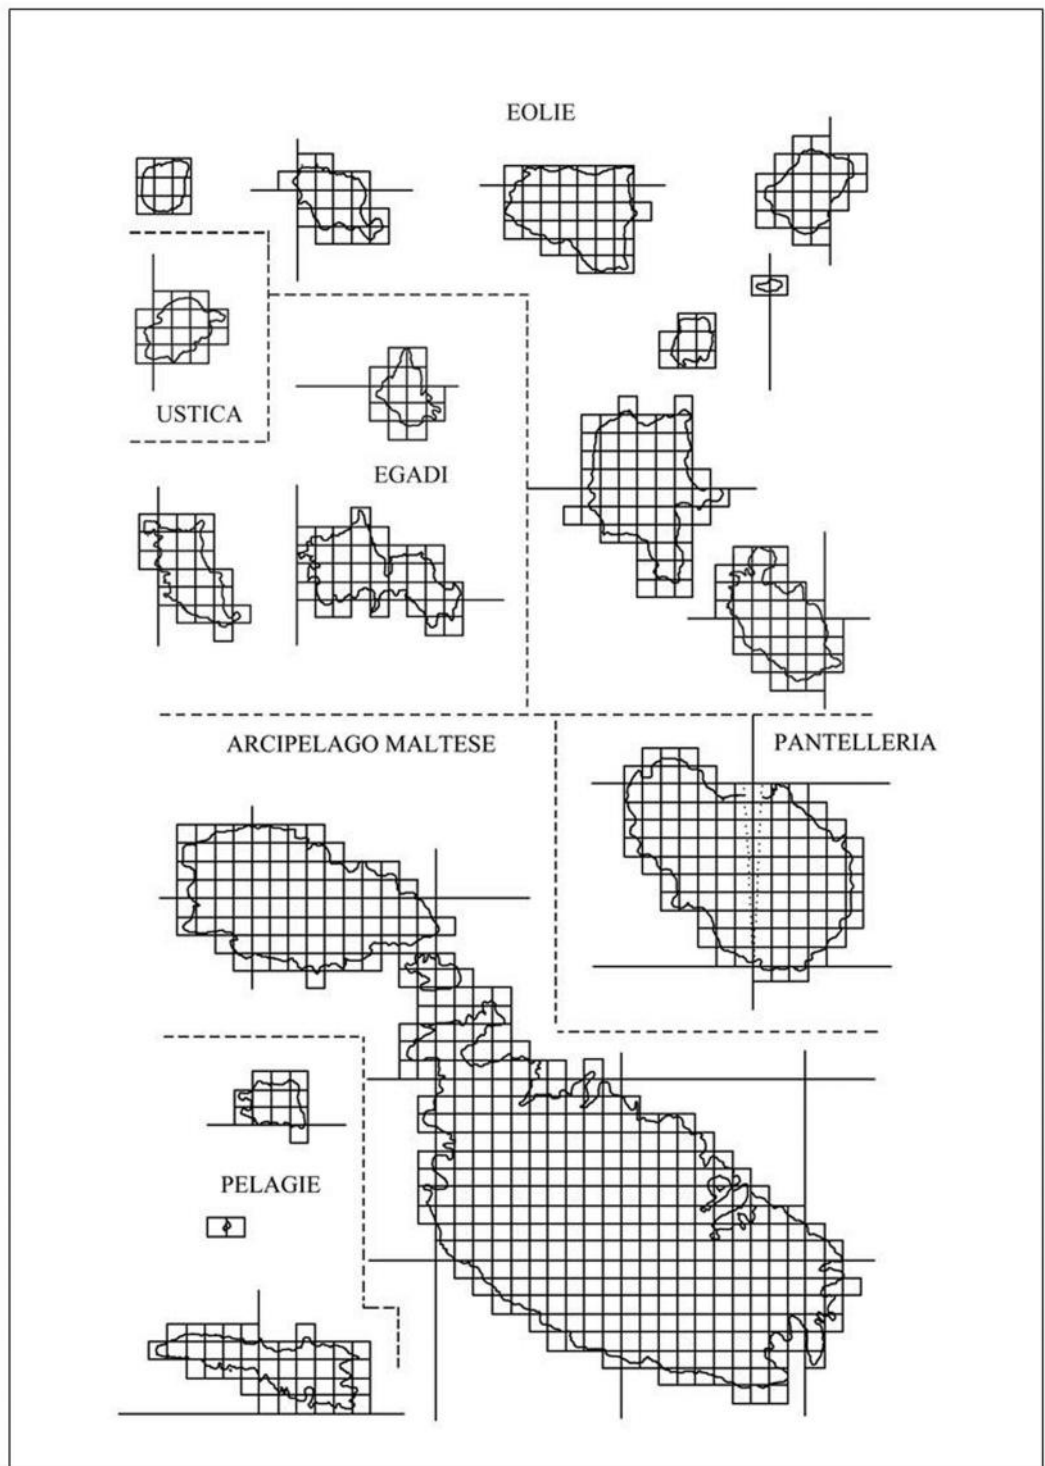 EOLIE
USTICA
EGADI
ARCIPELAGO MALTESE
PANTELLERIA
PELAGIE